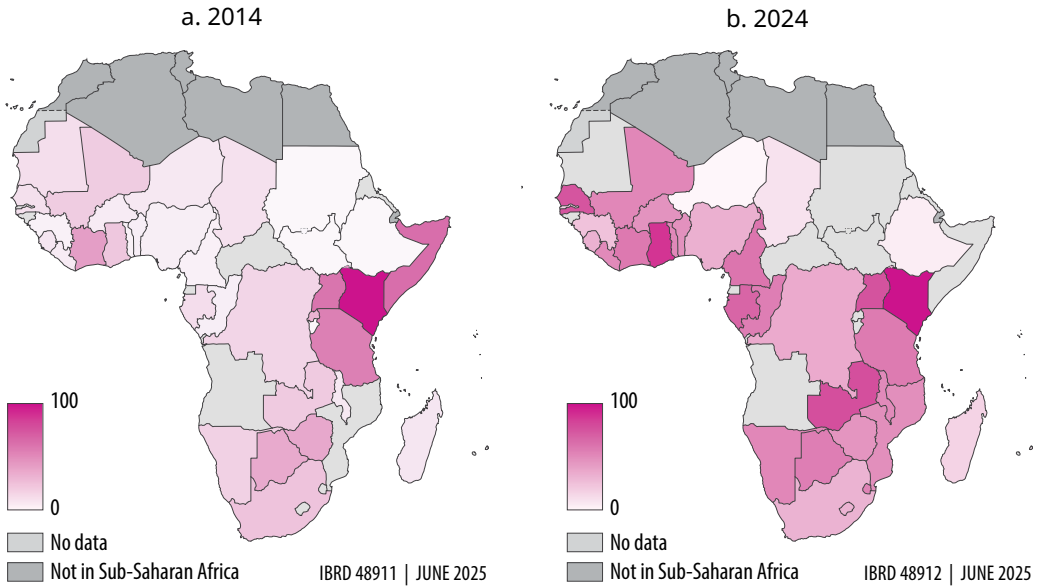 a. 2014
100
0
No data
Not in Sub-Saharan Africa
IBRD 48911 | JUNE 2025
b. 2024
100
0
No data
Not in Sub-Saharan Africa
IBRD 48912 | JUNE 2025